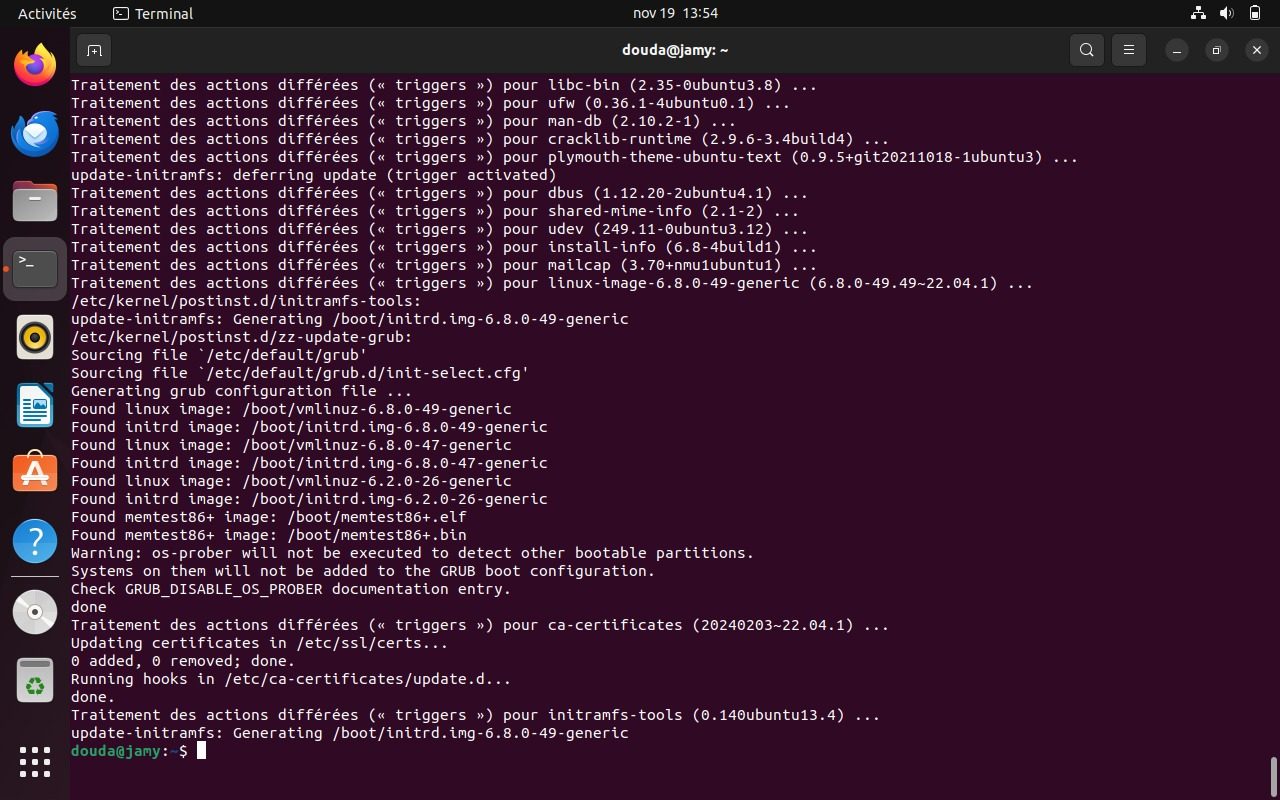 Activités
Terminal
nov 19 13:54
douda@jamy: ~
Traitement des actions différées (« triggers ») pour libc-bin (2.35-0ubuntu3.8) ...
Traitement des actions différées (« triggers ») pour ufw (0.36.1-4ubuntu0.1) ...
Traitement des actions différées (« triggers ») pour man-db (2.10.2-1) ...
Traitement des actions différées (« triggers ») pour cracklib-runtime (2.9.6-3.4build4) ...
Traitement des actions différées (« triggers ») pour plymouth-theme-ubuntu-text (0.9.5+git20211018-1ubuntu3) ...
update-initramfs: deferring update (trigger activated)
Traitement des actions différées (« triggers ») pour dbus (1.12.20-2ubuntu4.1) ...
Traitement des actions différées (« triggers ») pour shared-mime-info (2.1-2) ...
Traitement des actions différées (« triggers ») pour udev (249.11-0ubuntu3.12) ...
Traitement des actions différées (« triggers ») pour install-info (6.8-4build1) ...
Traitement des actions différées (« triggers ») pour mailcap (3.70+nmu1ubuntu1) ...
Traitement des actions différées (« triggers ») pour linux-image-6.8.0-49-generic (6.8.0-49.49~22.04.1) ...
/etc/kernel/postinst.d/initramfs-tools:
update-initramfs: Generating /boot/initrd.img-6.8.0-49-generic
/etc/kernel/postinst.d/zz-update-grub:
Sourcing file `/etc/default/grub'
Sourcing file `/etc/default/grub.d/init-select.cfg'
Generating grub configuration file ...
Found linux image: /boot/vmlinuz-6.8.0-49-generic
Found initrd image: /boot/initrd.img-6.8.0-49-generic
Found linux image: /boot/vmlinuz-6.8.0-47-generic
Found initrd image: /boot/initrd.img-6.8.0-47-generic
Found linux image: /boot/vmlinuz-6.2.0-26-generic
Found initrd image: /boot/initrd.img-6.2.0-26-generic
Found memtest86+ image: /boot/memtest86+.elf
Found memtest86+ image: /boot/memtest86+.bin
Warning: os-prober will not be executed to detect other bootable partitions.
Systems on them will not be added to the GRUB boot configuration.
Check GRUB_DISABLE_OS_PROBER documentation entry.
done
Traitement des actions différées (« triggers ») pour ca-certificates (20240203~22.04.1) ...
Updating certificates in /etc/ssl/certs...
0 added, 0 removed; done.
Running hooks in /etc/ca-certificates/update.d...
done.
Traitement des actions différées (« triggers ») pour initramfs-tools (0.140ubuntu13.4) ...
update-initramfs: Generating /boot/initrd.img-6.8.0-49-generic
douda@jamy:~$